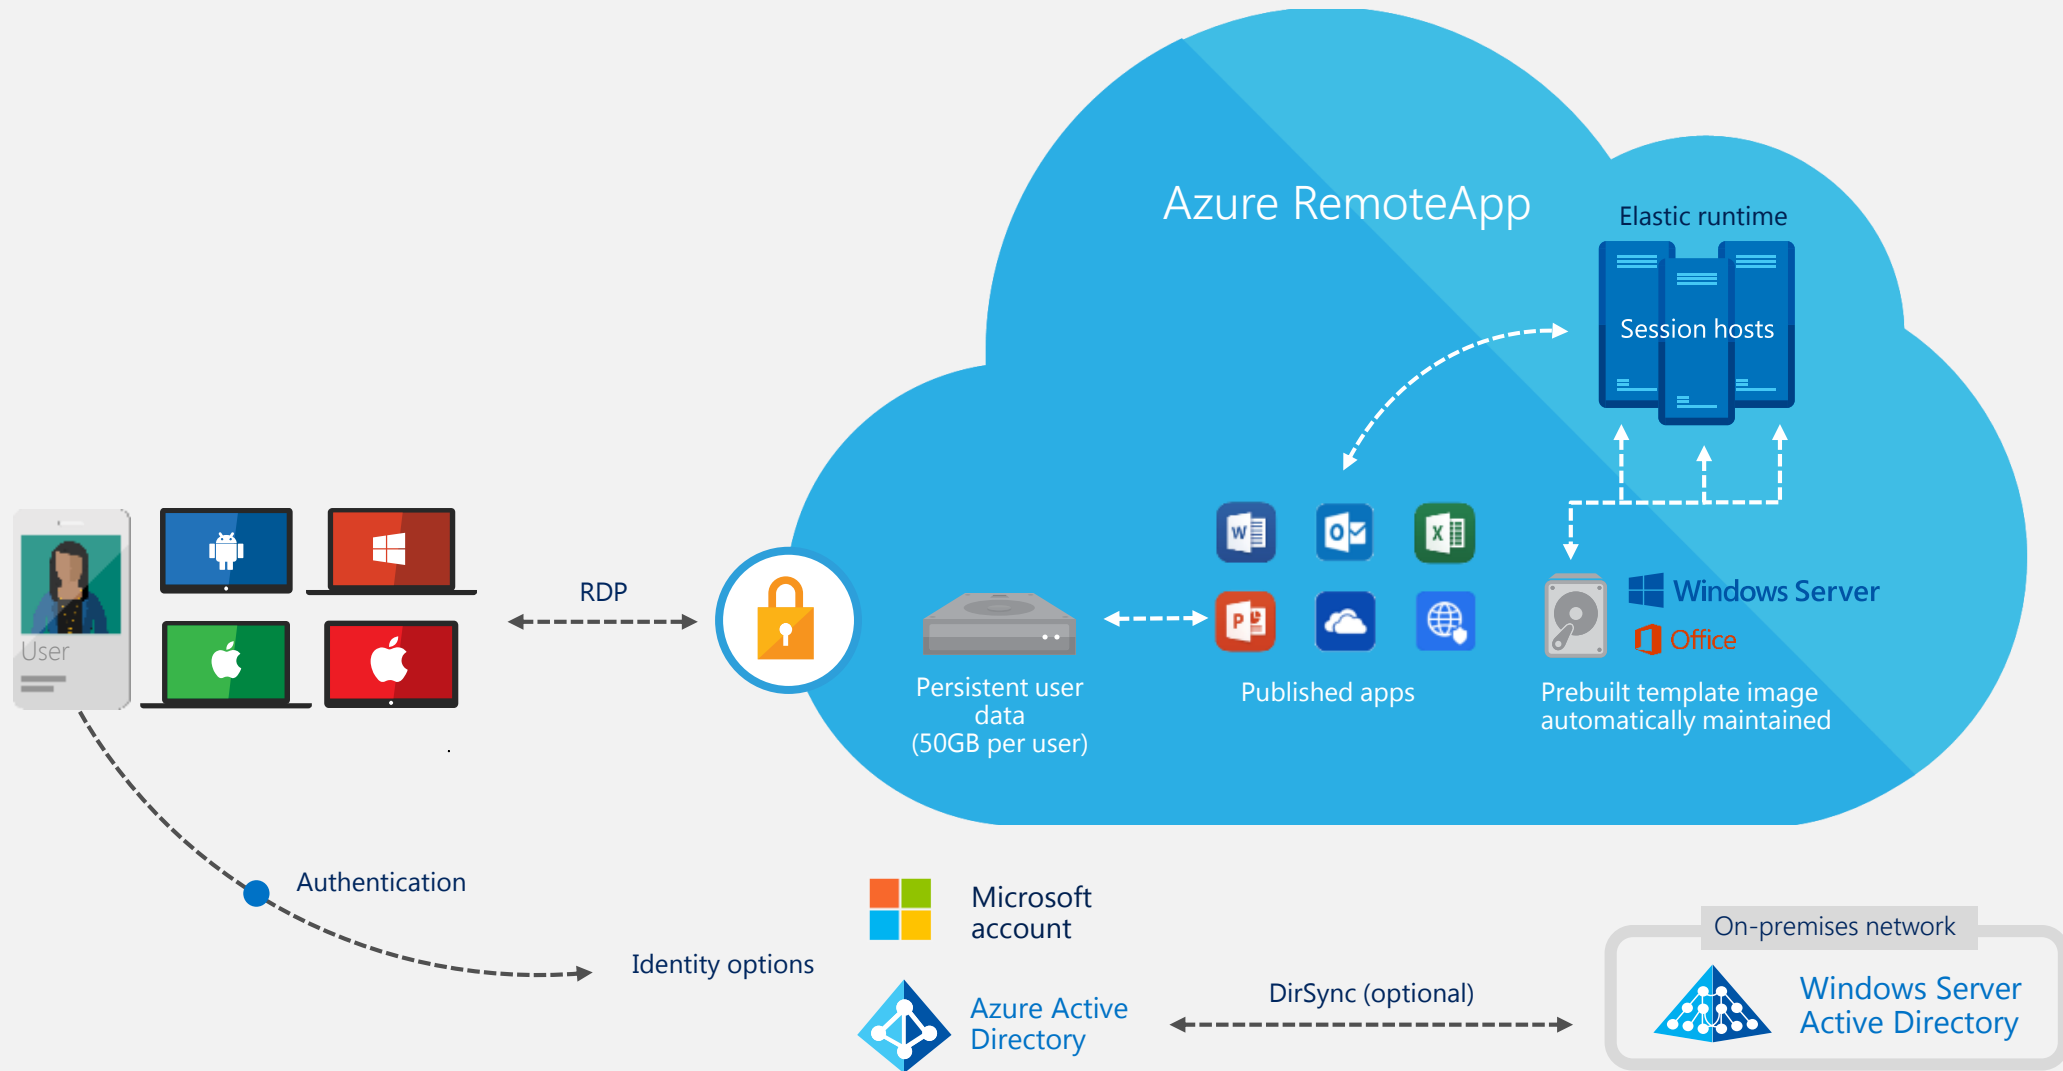 Azure RemoteApp
Elastic runtime
Session hosts
W
O
X
P
Windows Server
Office
User
RDP
Persistent user
data
(50GB per user)
Published apps
Prebuilt template image
automatically maintained
Authentication
Identity options
Microsoft
account
Azure Active
Directory
DirSync (optional)
On-premises network
Windows Server
Active Directory